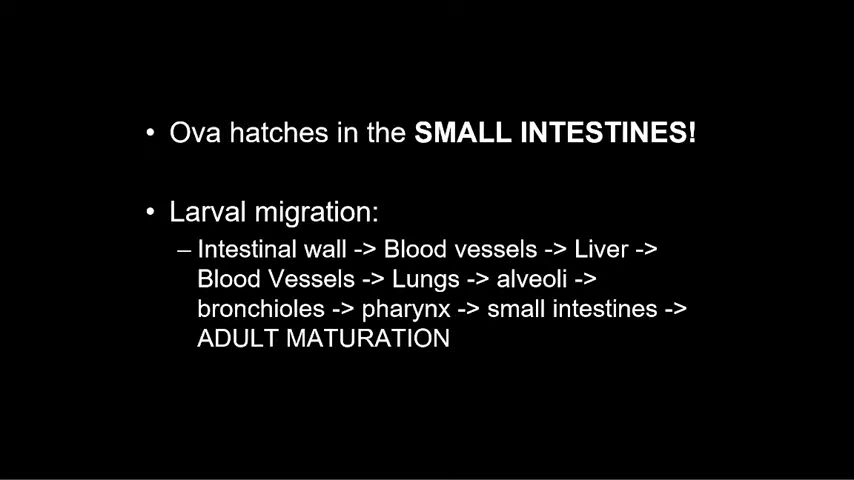 • Ova hatches in the SMALL INTESTINES!
• Larval migration:
– Intestinal wall -> Blood vessels -> Liver ->
Blood Vessels -> Lungs -> alveoli ->
bronchioles -> pharynx -> small intestines ->
ADULT MATURATION